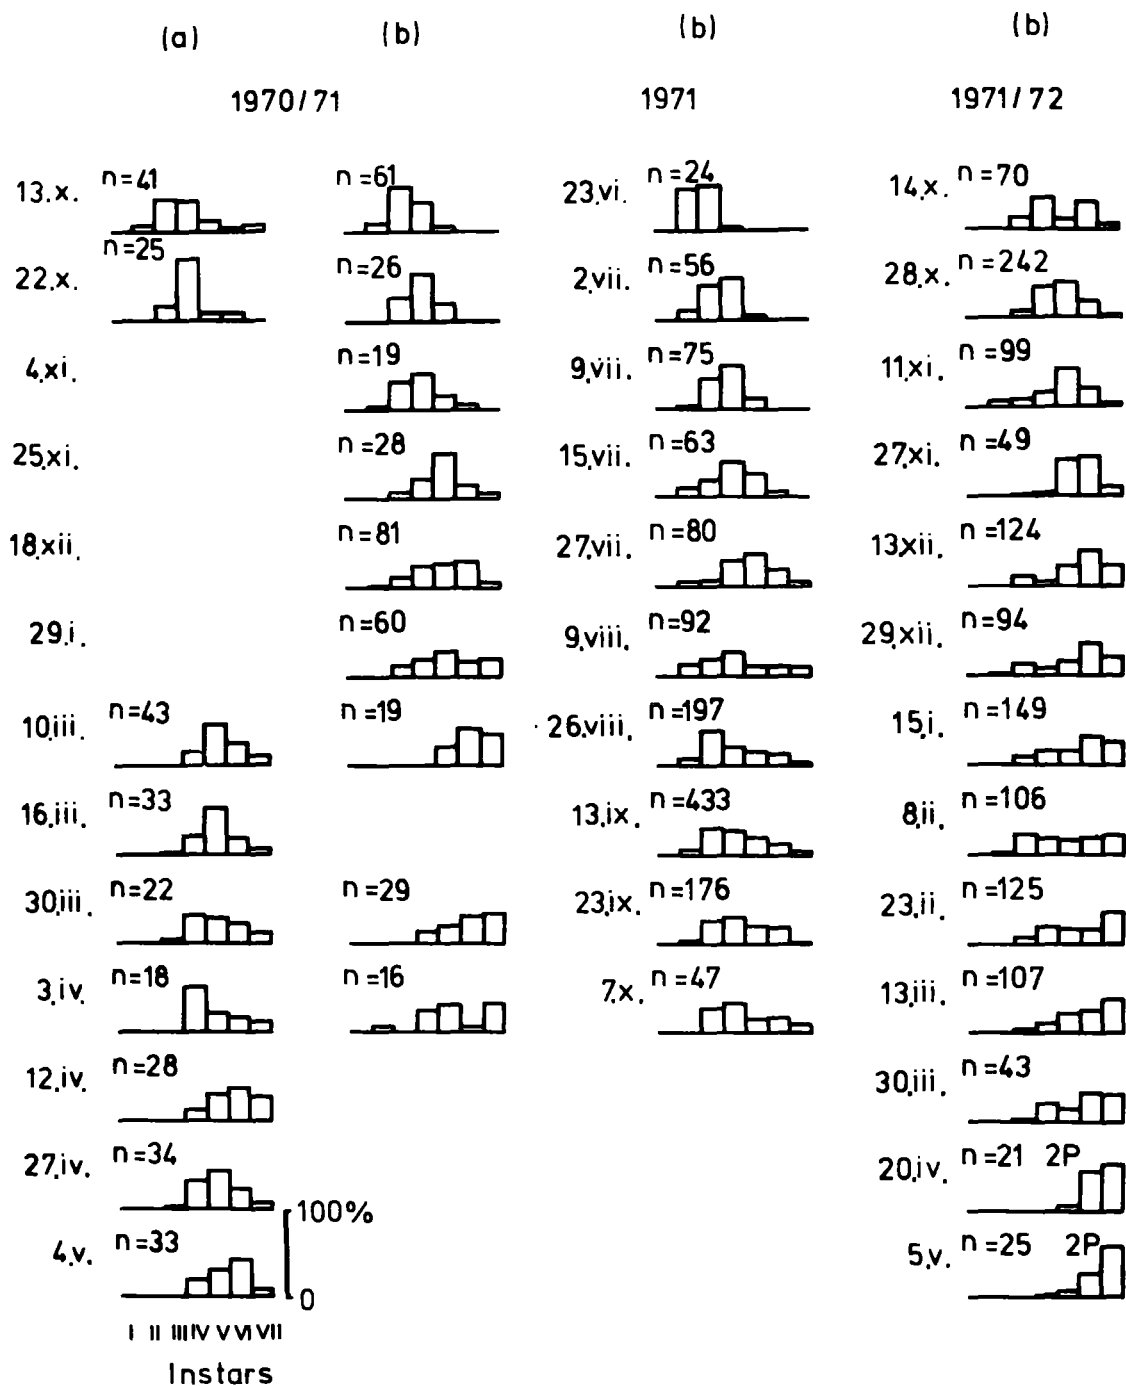 (a) (b) (b) (b)
1970/71 1971 1971/72
13.x. n=41 n=61 23.vi. n=24 14.x. n=70
22.x. n=25 n=26 2.vii. n=56 28.x. n=242
4.xi. n=19 9.vii. n=75 11.xi. n=99
25.xi. n=28 15.vii. n=63 27.xi. n=49
18.xii. n=81 27.vii. n=80 13.xii. n=124
29.i. n=60 9.viii. n=92 29.xii. n=94
10.iii. n=43 n=19 26.viii. n=197 15.i. n=149
16.iii. n=33 13.ix. n=433 8.ii. n=106
30.iii. n=22 n=29 23.ix. n=176 23.ii. n=125
3.iv. n=18 n=16 7.x. n=47 13.iii. n=107
12.iv. n=28 30.iii. n=43
27.iv. n=34 20.iv. n=21 2P
100%
4.v. n=33 5.v. n=25 2P
0
I II III IV V VI VII
Instars